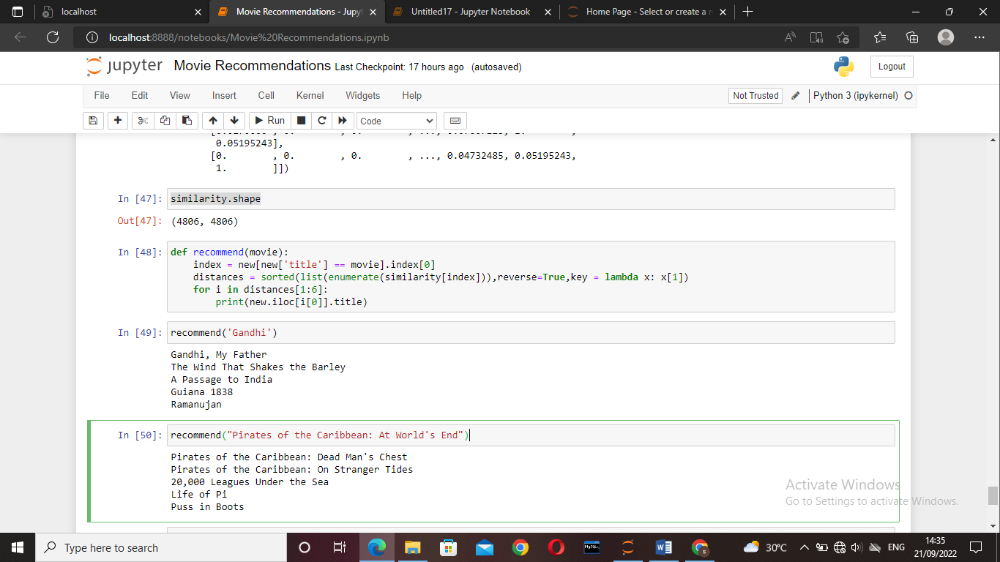 localhost
Movie Recommendations - Jupyt
Untitled17 - Jupyter Notebook
Home Page - Select or create a n
localhost:8888/notebooks/Movie%20Recommendations.ipynb
jupyter Movie Recommendations Last Checkpoint: 17 hours ago (autosaved)
Logout
File Edit View Insert Cell Kernel Widgets Help
Not Trusted
Python 3 (ipykernel)
Run
Code
0.05195243],
[0. , 0. , 0. , ..., 0.04732485, 0.05195243,
1. ]])
In [47]: similarity.shape
Out[47]: (4806, 4806)
In [48]: def recommend(movie):
    index = new[new['title'] == movie].index[0]
    distances = sorted(list(enumerate(similarity[index])),reverse=True,key = lambda x: x[1])
    for i in distances[1:6]:
        print(new.iloc[i[0]].title)
In [49]: recommend('Gandhi')
Gandhi, My Father
The Wind That Shakes the Barley
A Passage to India
Guiana 1838
Ramanujan
In [50]: recommend("Pirates of the Caribbean: At World's End")
Pirates of the Caribbean: Dead Man's Chest
Pirates of the Caribbean: On Stranger Tides
20,000 Leagues Under the Sea
Life of Pi
Puss in Boots
Activate Windows
Go to Settings to activate Windows.
Type here to search
MySQL
30°C
ENG
14:35
21/09/2022